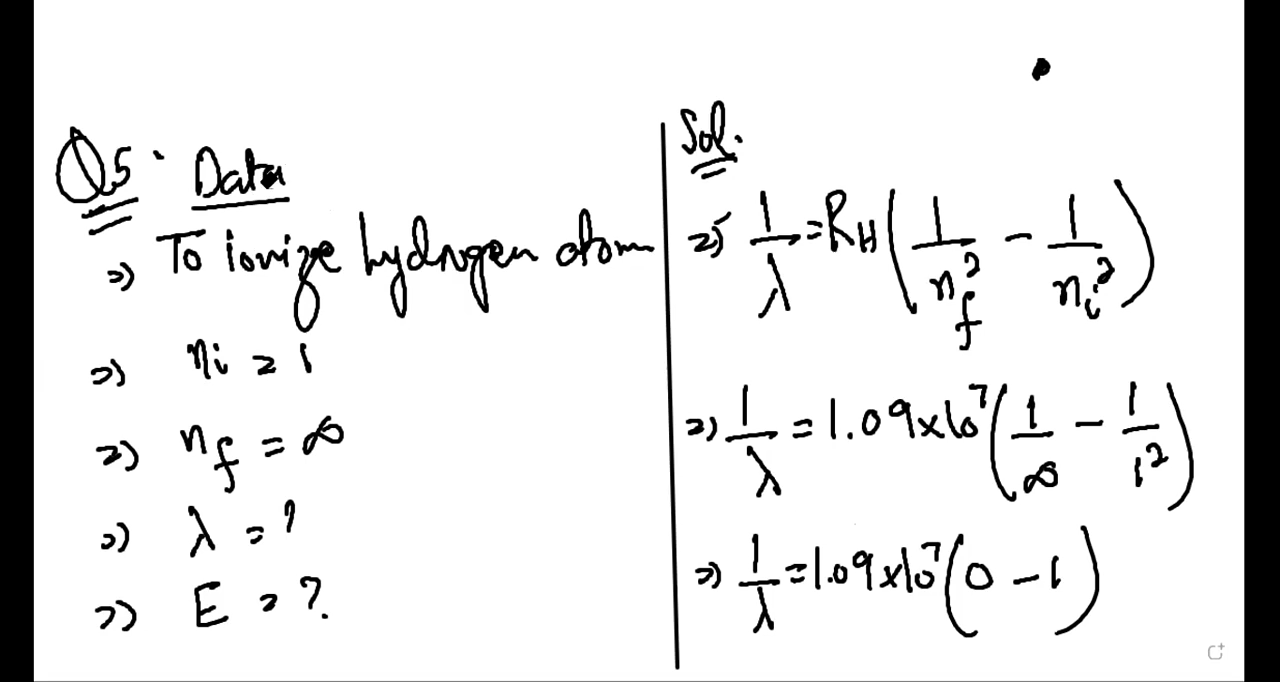 Q5. Data
=> To ionize hydrogen atom
=> ni = 1
=> nf = ∞
=> λ = ?
=> E = ?
Sol.
=> 1/λ = RH (1/nf² - 1/ni²)
=> 1/λ = 1.09 x 10⁷ (1/∞ - 1/1²)
=> 1/λ = 1.09 x 10⁷ (0 - 1)